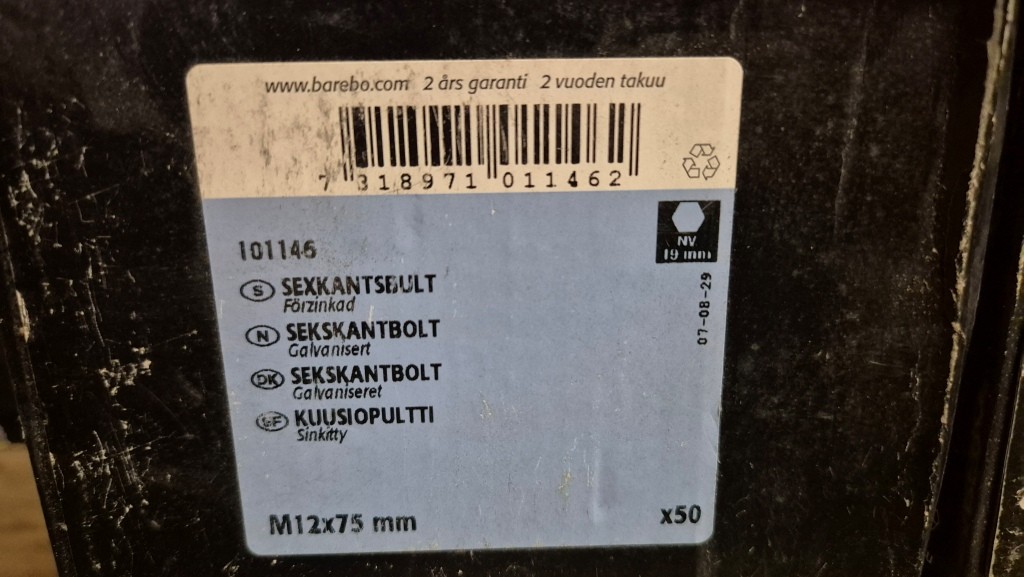 www.barebo.com 2 års garanti 2 vuoden takuu
7 318971 011462
101146
NV
19 mm
07-08-29
S SEXKANTSBULT
Förzinkad
N SEKSKANTBOLT
Galvanisert
DK SEKSKANTBOLT
Galvaniseret
SF KUUSIOPULTTI
Sinkitty
M12x75 mm
x50